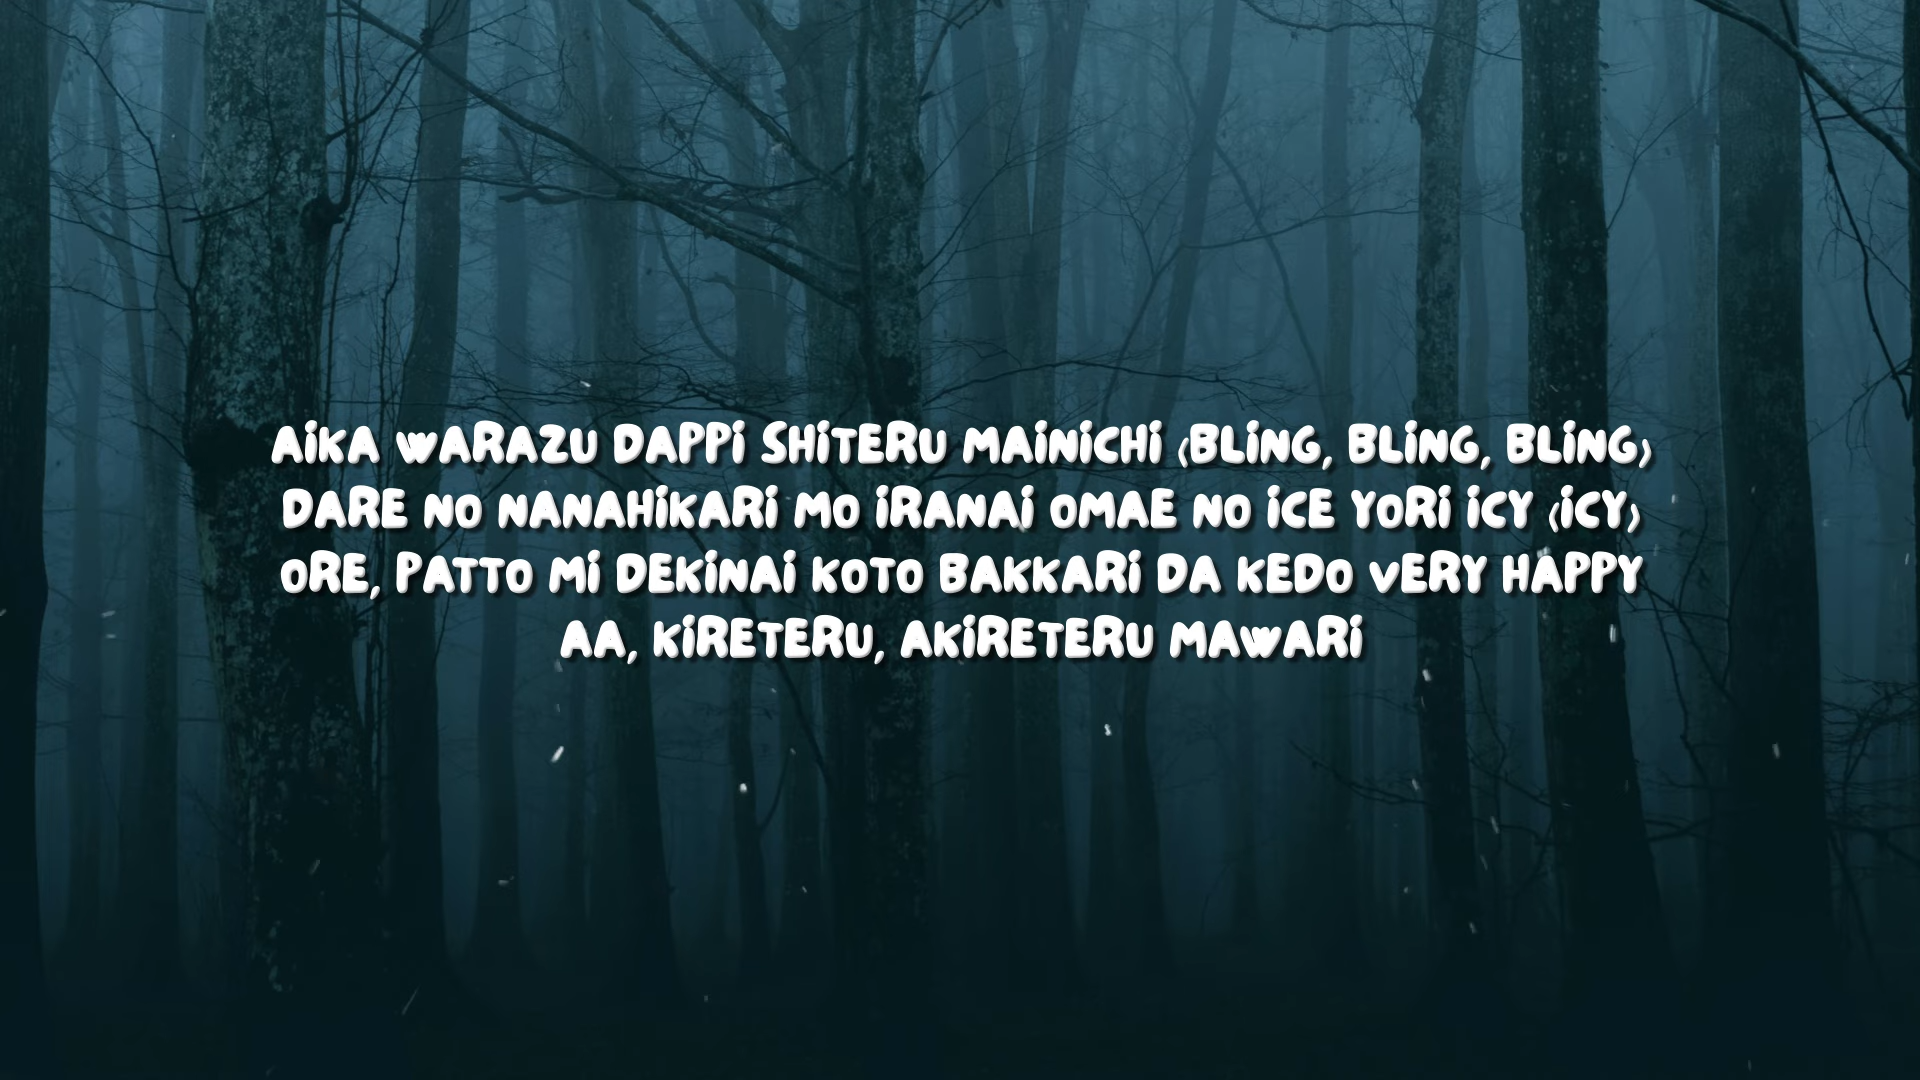 AIKA WARAZU DAPPI SHITERU MAINICHI (BLING, BLING, BLING)
DARE NO NANAHIKARI MO IRANAI OMAE NO ICE YORI ICY (ICY)
ORE, PATTO MI DEKINAI KOTO BAKKARI DA KEDO VERY HAPPY
AA, KIRETERU, AKIRETERU MAWARI